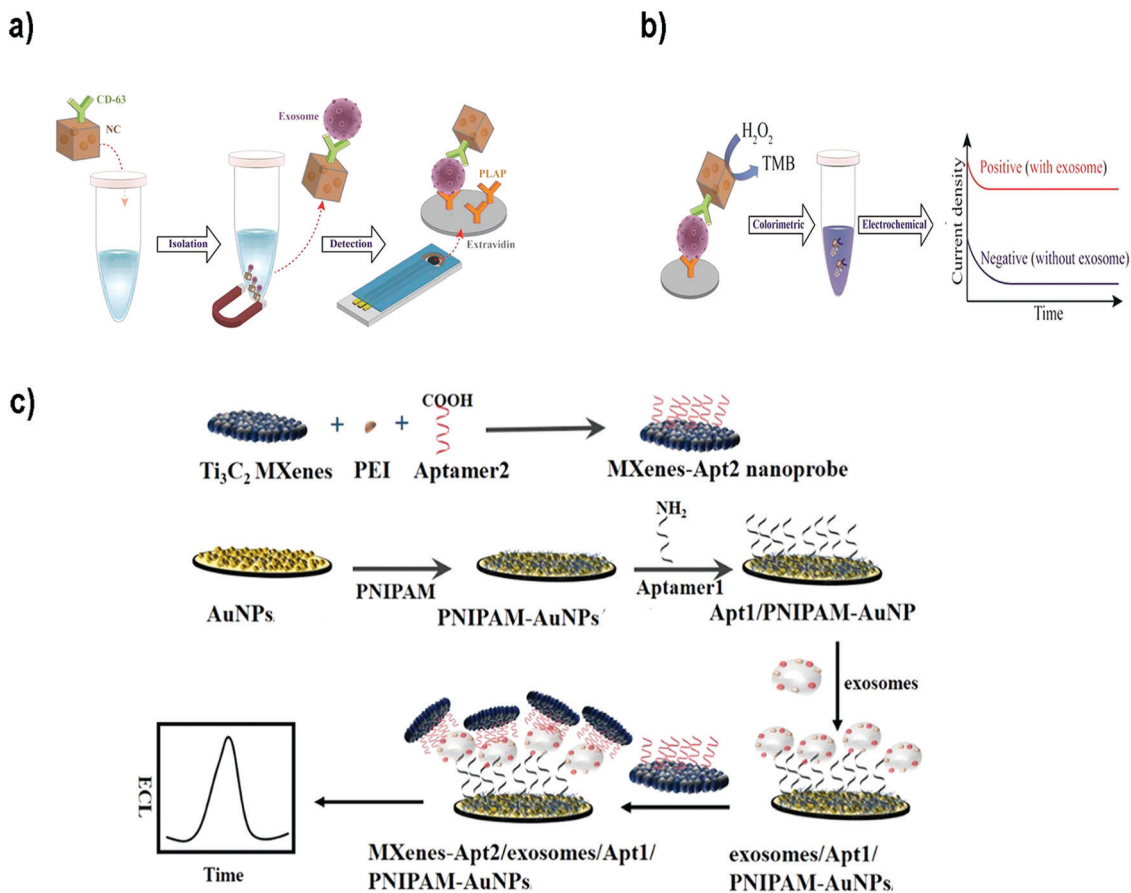 a)
CD-63
NC
Isolation
Exosome
Detection
PLAP
Extravidin
b)
H₂O₂
TMB
Colorimetric
Electrochemical
Current density
Positive (with exosome)
Negative (without exosome)
Time
c)
COOH
+
+
Ti₃C₂ MXenes
PEI
Aptamer2
MXenes-Apt2 nanoprobe
NH₂
PNIPAM
Aptamer1
AuNPs
PNIPAM-AuNPs
Apt1/PNIPAM-AuNP
exosomes
ECL
Time
MXenes-Apt2/exosomes/Apt1/
PNIPAM-AuNPs
exosomes/Apt1/
PNIPAM-AuNPs